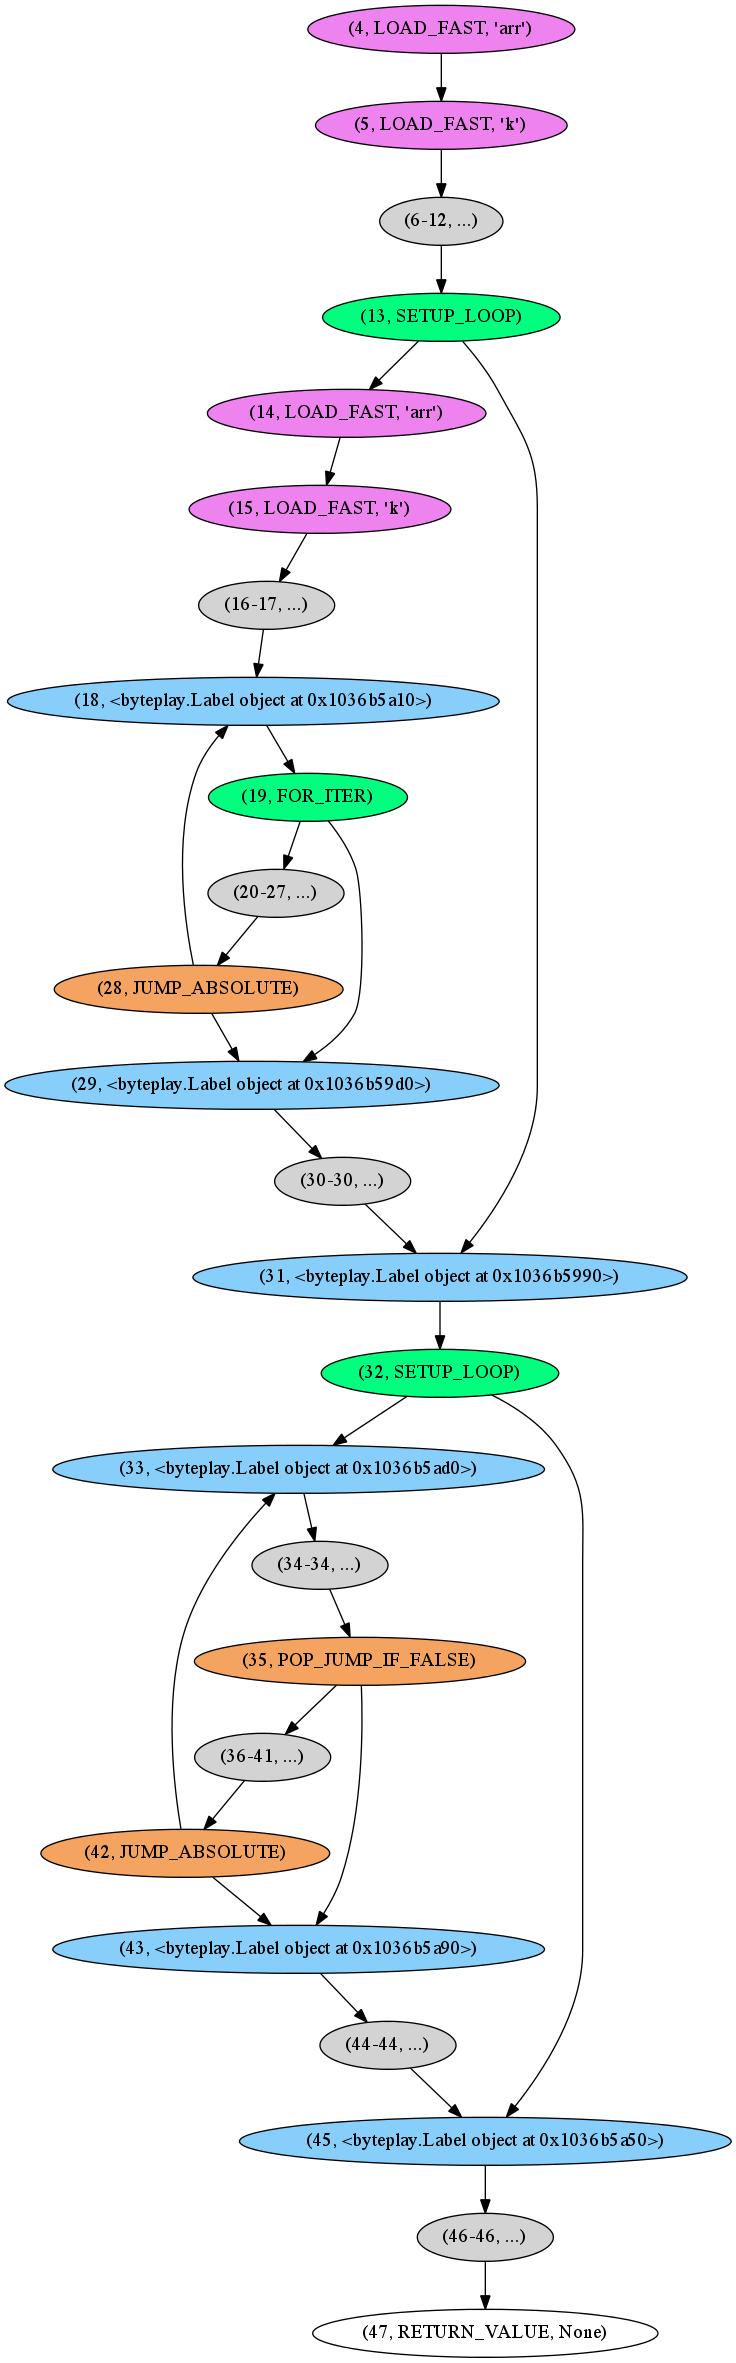 (4, LOAD_FAST, 'arr')
(5, LOAD_FAST, 'k')
(6-12, ...)
(13, SETUP_LOOP)
(14, LOAD_FAST, 'arr')
(15, LOAD_FAST, 'k')
(16-17, ...)
(18, <byteplay.Label object at 0x1036b5a10>)
(19, FOR_ITER)
(20-27, ...)
(28, JUMP_ABSOLUTE)
(29, <byteplay.Label object at 0x1036b59d0>)
(30-30, ...)
(31, <byteplay.Label object at 0x1036b5990>)
(32, SETUP_LOOP)
(33, <byteplay.Label object at 0x1036b5ad0>)
(34-34, ...)
(35, POP_JUMP_IF_FALSE)
(36-41, ...)
(42, JUMP_ABSOLUTE)
(43, <byteplay.Label object at 0x1036b5a90>)
(44-44, ...)
(45, <byteplay.Label object at 0x1036b5a50>)
(46-46, ...)
(47, RETURN_VALUE, None)